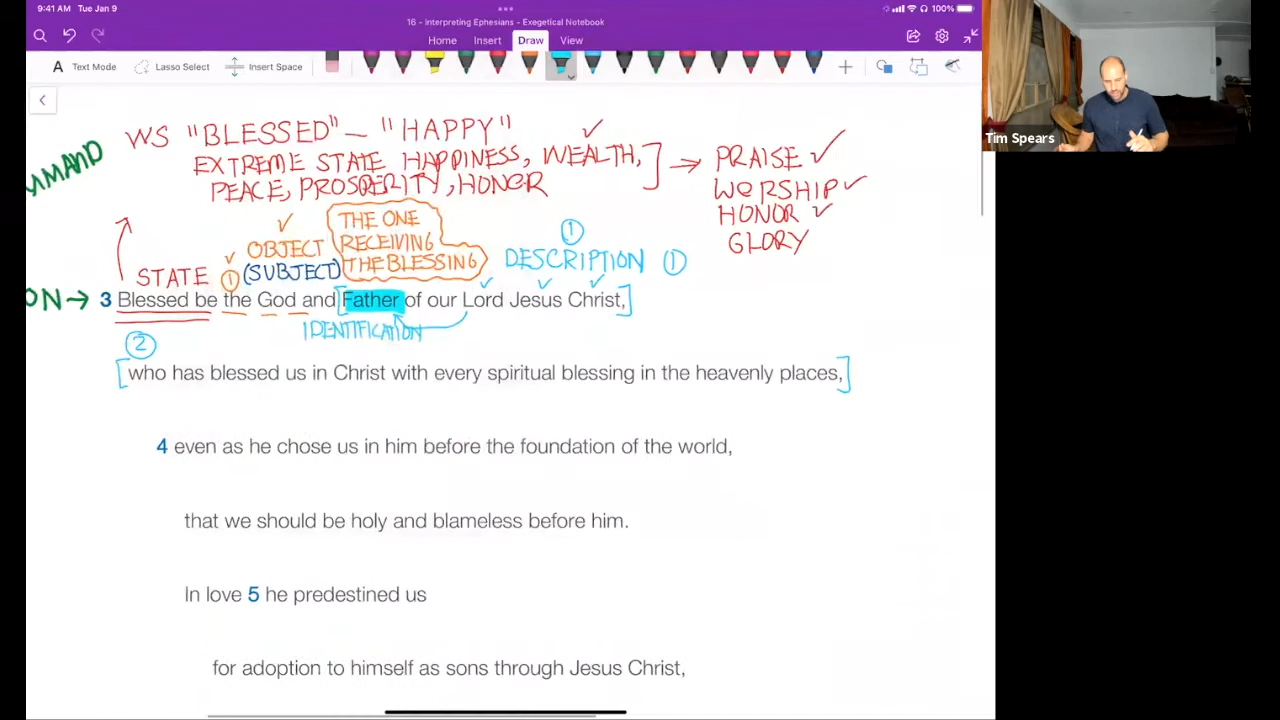 9:41 AM Tue Jan 9
100%
16 - Interpreting Ephesians - Exegetical Notebook
Home Insert Draw View
A Text Mode Lasso Select Insert Space
Tim Spears
WS "BLESSED" — "HAPPY"
EXTREME STATE HAPPINESS, WEALTH,
PEACE, PROSPERITY, HONOR
→ PRAISE ✓
WORSHIP ✓
HONOR ✓
GLORY
THE ONE
RECEIVING
THE BLESSING
OBJECT
(SUBJECT)
STATE ①
① DESCRIPTION ①
3 Blessed be the God and [Father of our Lord Jesus Christ,]
IDENTIFICATION
②
[who has blessed us in Christ with every spiritual blessing in the heavenly places,]
4 even as he chose us in him before the foundation of the world,
that we should be holy and blameless before him.
In love 5 he predestined us
for adoption to himself as sons through Jesus Christ,